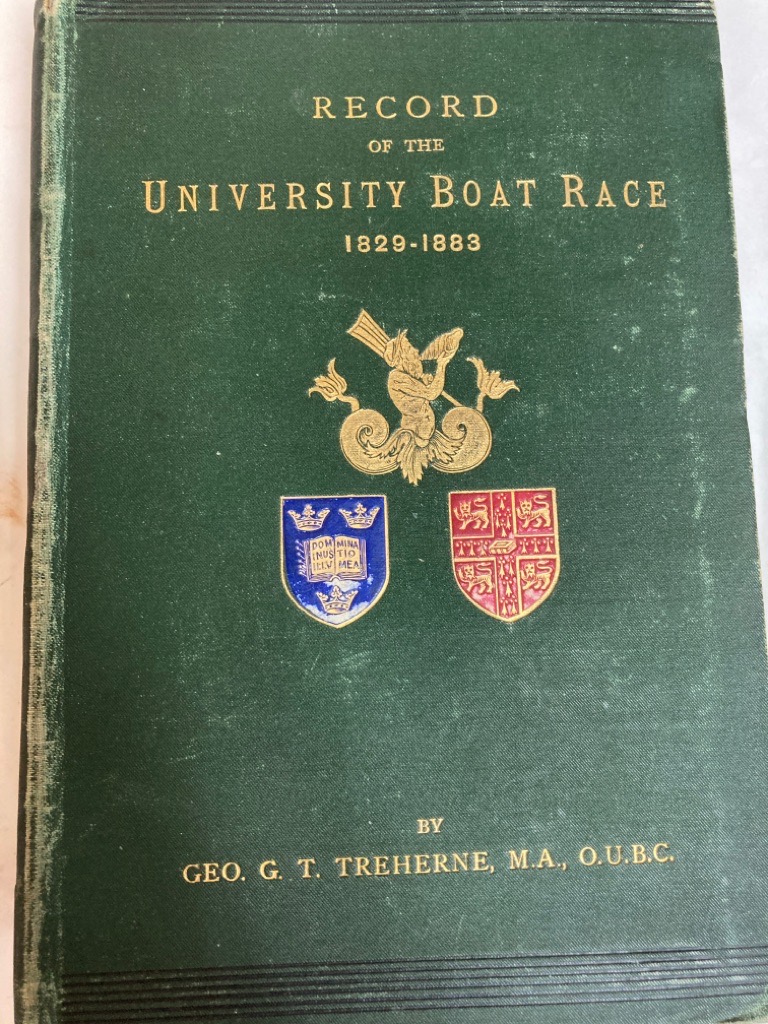 RECORD
OF THE
UNIVERSITY BOAT RACE
1829-1883
DOM MINA
INUS TIO
ILLV MEA
BY
GEO. G. T. TREHERNE, M.A., O.U.B.C.